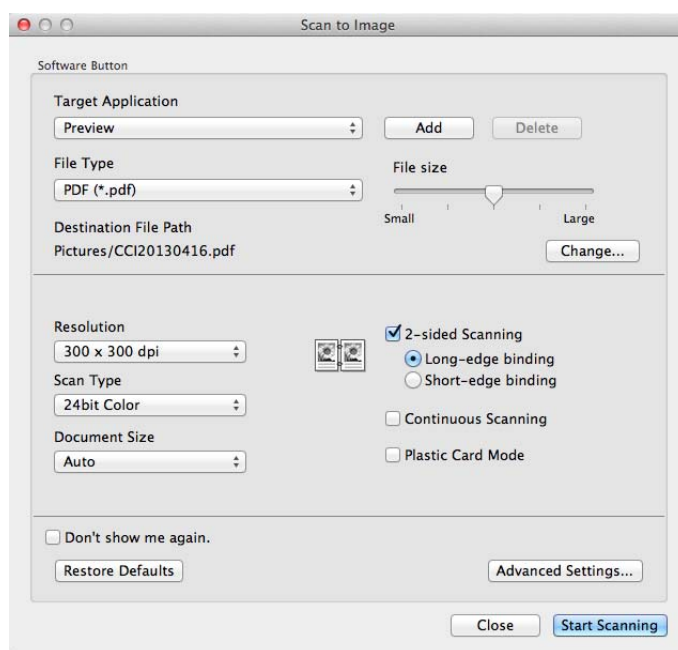 Scan to Image
Software Button
Target Application
Preview Add Delete
File Type File size
PDF (*.pdf)
Small Large
Destination File Path
Pictures/CCI20130416.pdf Change...
Resolution
300 x 300 dpi
Scan Type
24bit Color
Document Size
Auto
2-sided Scanning
Long-edge binding
Short-edge binding
Continuous Scanning
Plastic Card Mode
Don't show me again.
Restore Defaults Advanced Settings...
Close Start Scanning